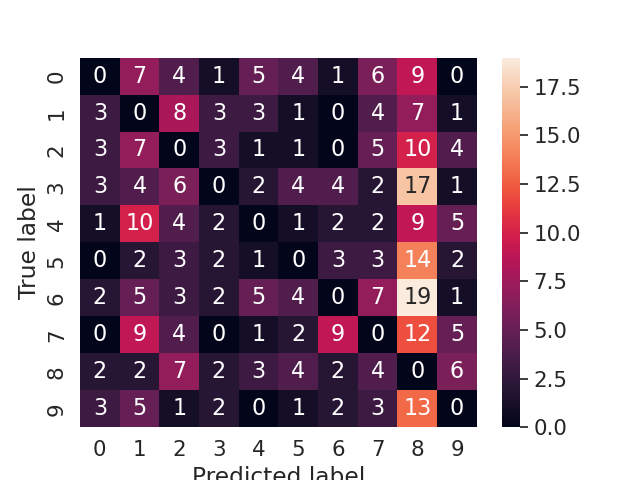 0 0 7 4 1 5 4 1 6 9 0
1 3 0 8 3 3 1 0 4 7 1
2 3 7 0 3 1 1 0 5 10 4
3 3 4 6 0 2 4 4 2 17 1
4 1 10 4 2 0 1 2 2 9 5
5 0 2 3 2 1 0 3 3 14 2
6 2 5 3 2 5 4 0 7 19 1
7 0 9 4 0 1 2 9 0 12 5
8 2 2 7 2 3 4 2 4 0 6
9 3 5 1 2 0 1 2 3 13 0
0 1 2 3 4 5 6 7 8 9
Predicted label
True label
17.5
15.0
12.5
10.0
7.5
5.0
2.5
0.0